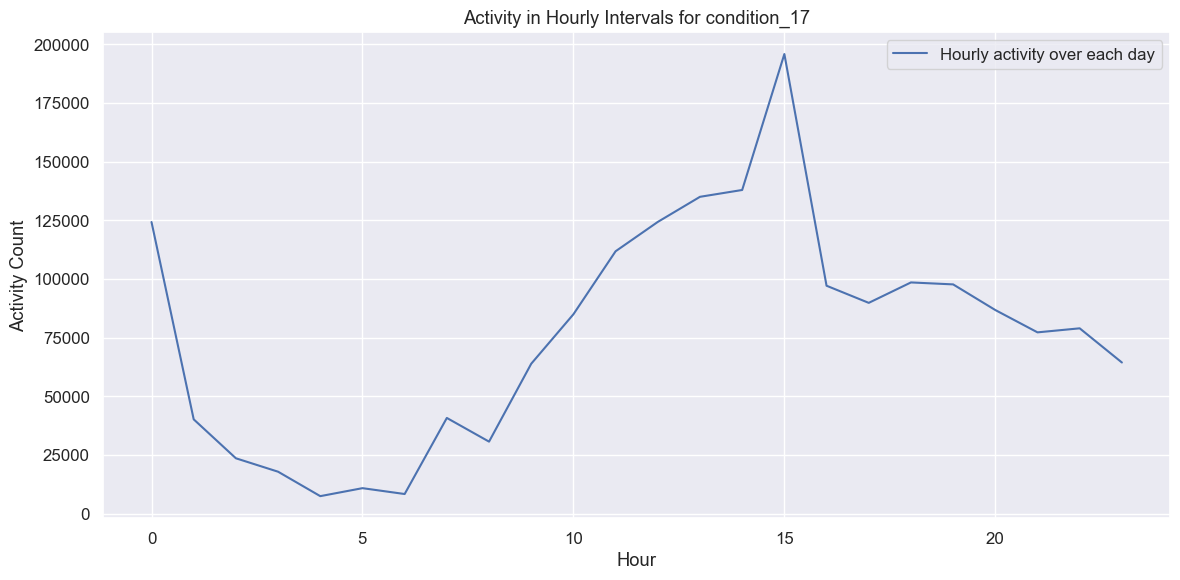 Activity in Hourly Intervals for condition_17
Hourly activity over each day
Activity Count
200000
175000
150000
125000
100000
75000
50000
25000
0
0 5 10 15 20
Hour